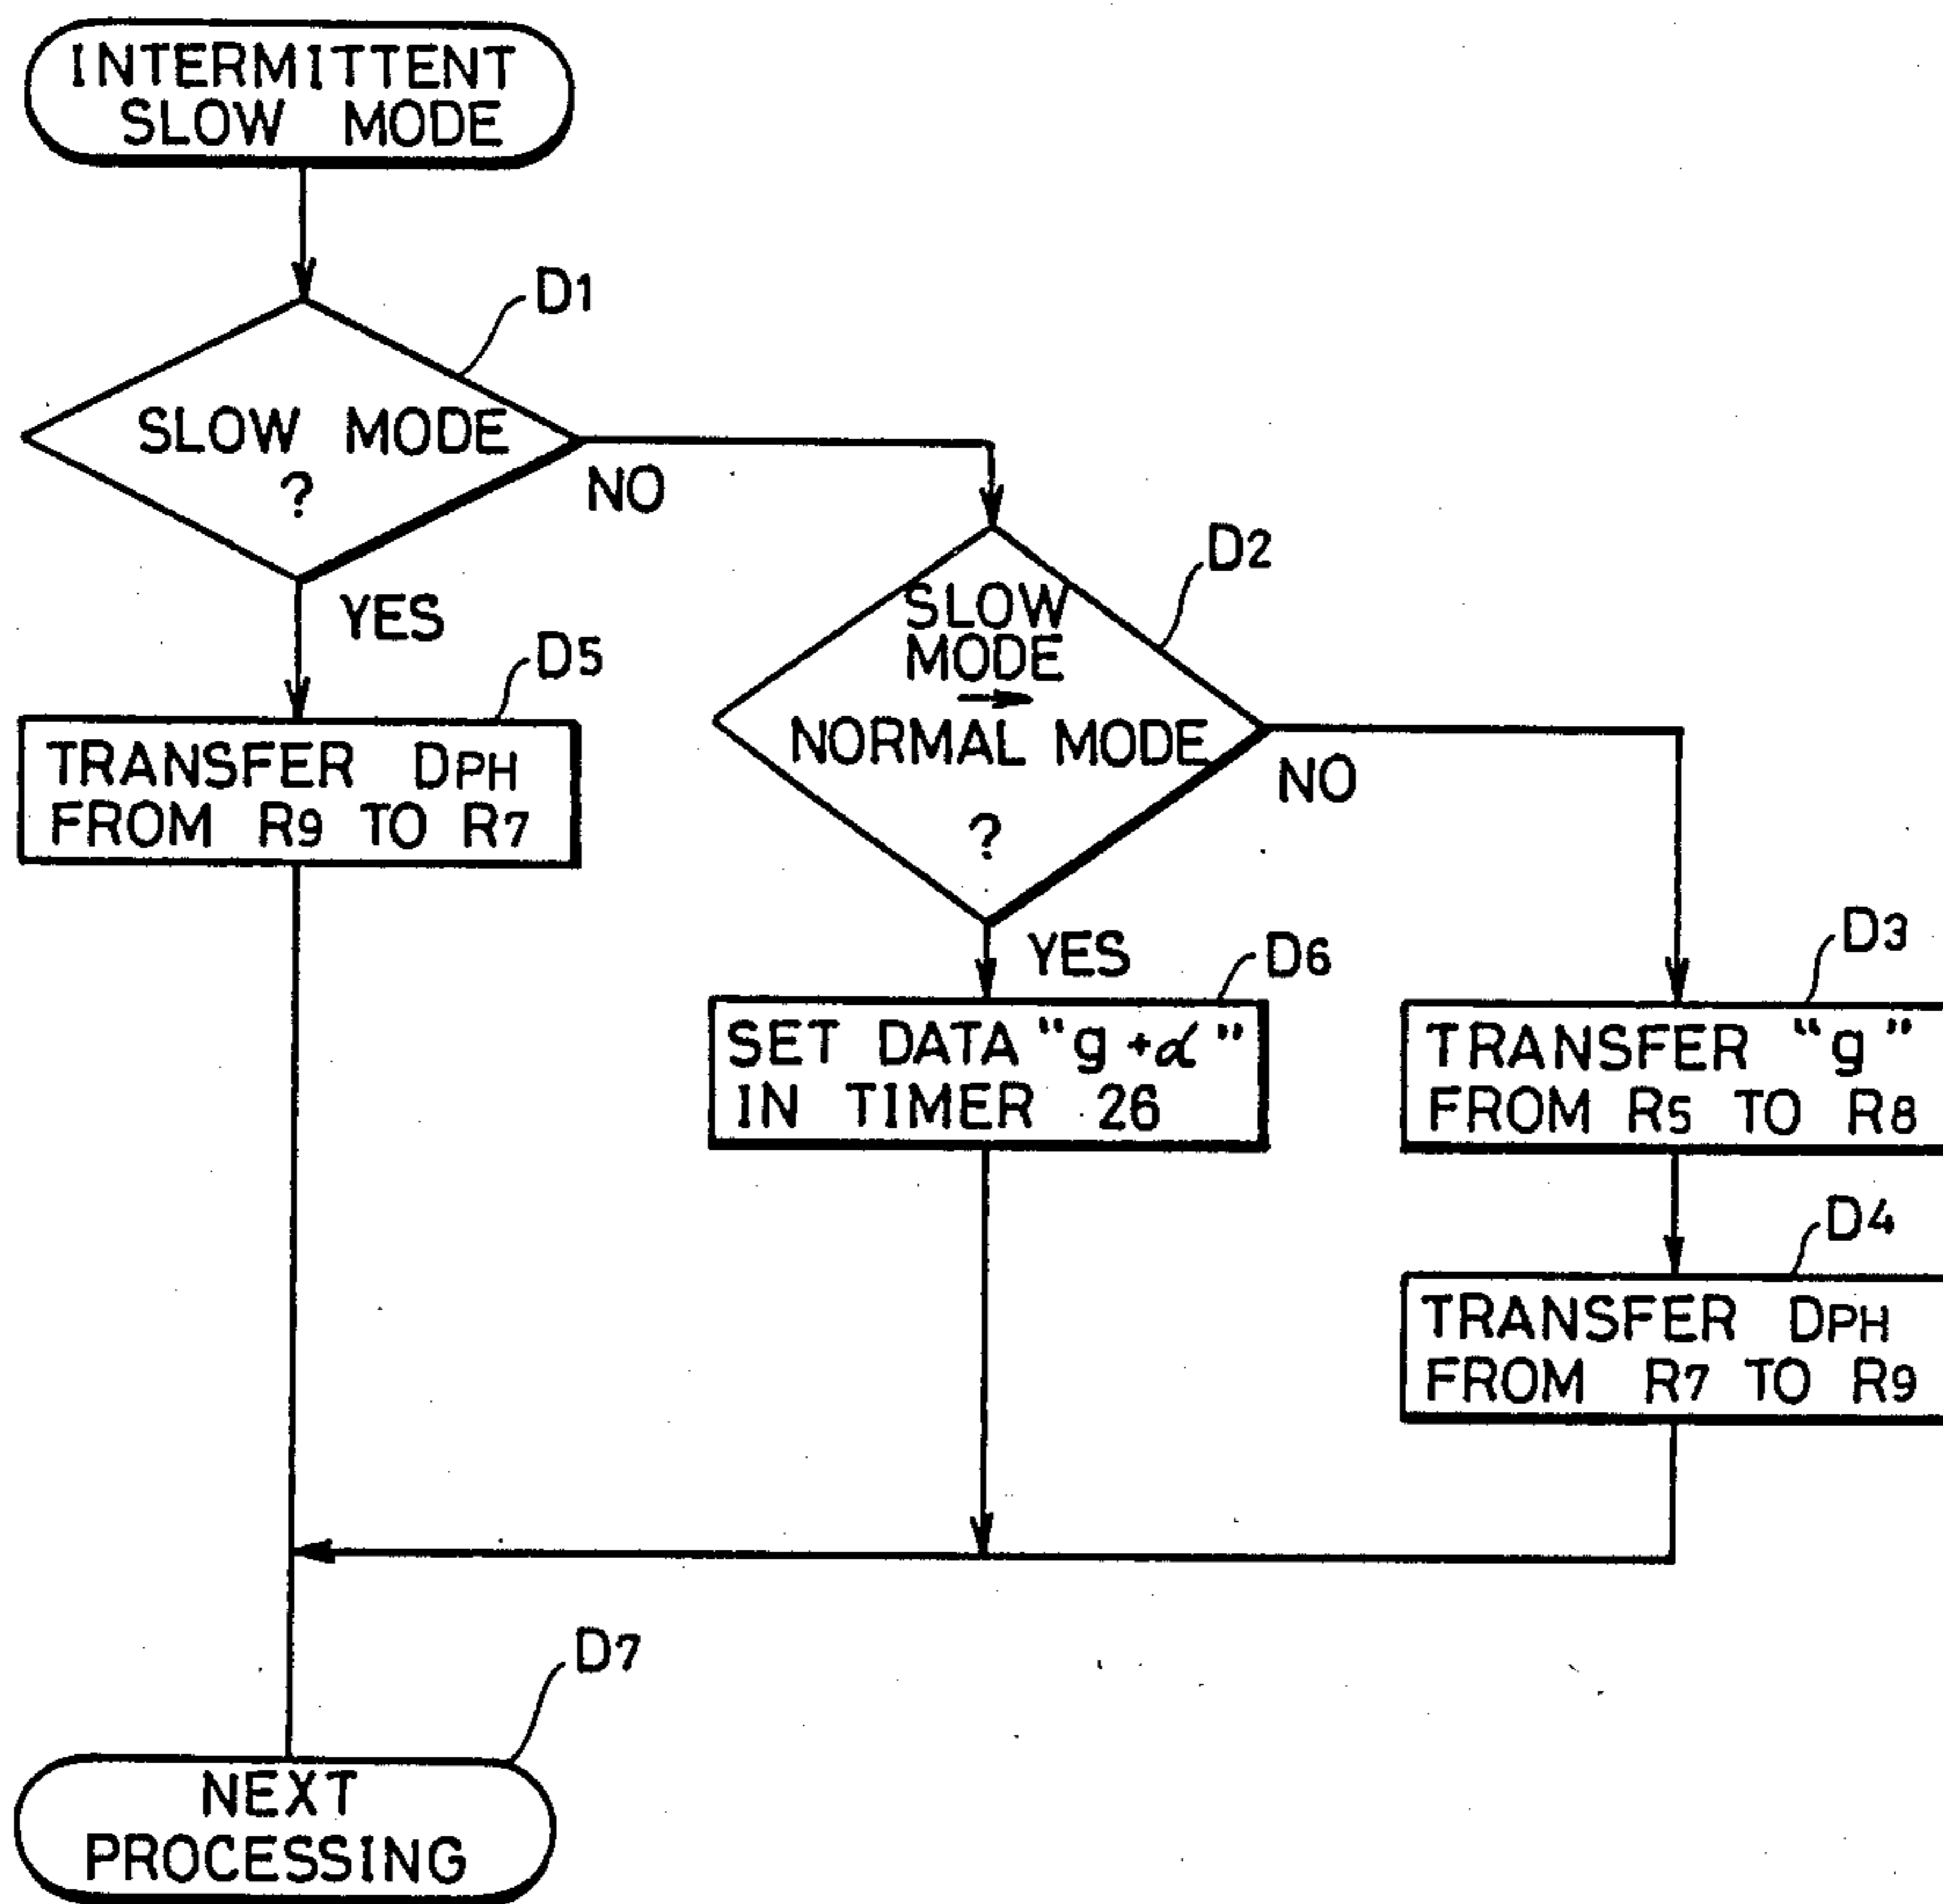 INTERMITTENT
SLOW MODE
D1
SLOW MODE
?
NO
YES
D2
SLOW
MODE
→
NORMAL MODE
?
NO
YES
D5
TRANSFER DPH
FROM R9 TO R7
D6
SET DATA "g+α"
IN TIMER 26
D3
TRANSFER "g"
FROM R5 TO R8
D4
TRANSFER DPH
FROM R7 TO R9
D7
NEXT
PROCESSING